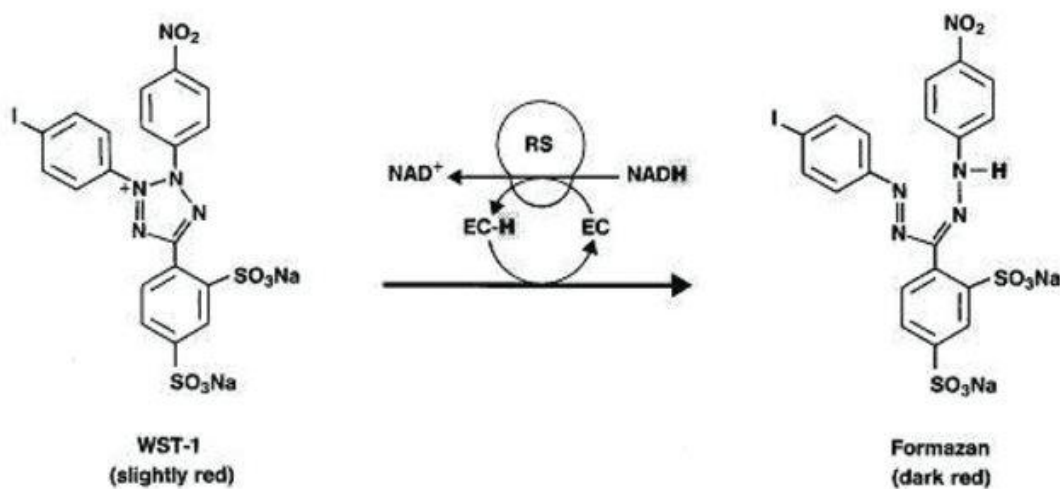 NO₂
I
N
+
N
N
N
SO₃Na
SO₃Na
WST-1
(slightly red)
RS
NAD⁺
NADH
EC-H
EC
NO₂
I
N
N
N
N–H
SO₃Na
SO₃Na
Formazan
(dark red)